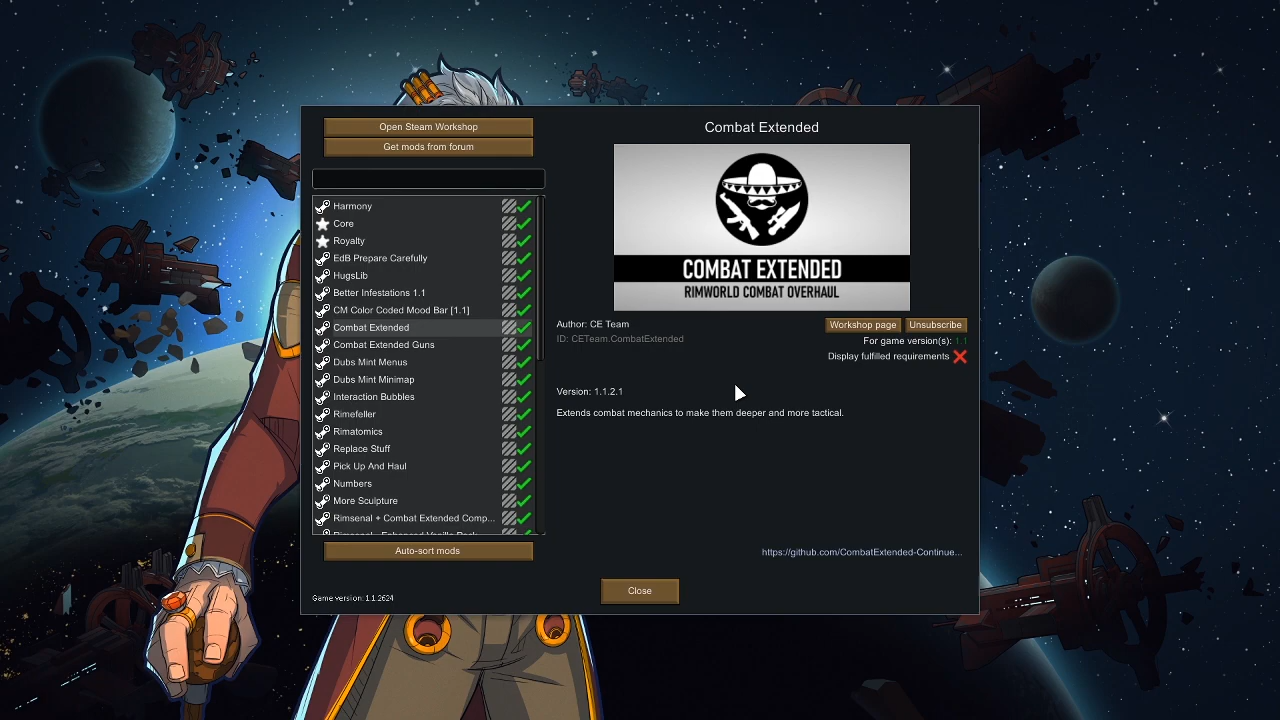 Open Steam Workshop
Get mods from forum
Harmony
Core
Royalty
EdB Prepare Carefully
HugsLib
Better Infestations 1.1
CM Color Coded Mood Bar [1.1]
Combat Extended
Combat Extended Guns
Dubs Mint Menus
Dubs Mint Minimap
Interaction Bubbles
Rimefeller
Rimatomics
Replace Stuff
Pick Up And Haul
Numbers
More Sculpture
Rimsenal + Combat Extended Comp...
Rimsenal - Enhanced Vanilla Pack
Auto-sort mods
Game version: 1.1.2624
Combat Extended
COMBAT EXTENDED
RIMWORLD COMBAT OVERHAUL
Author: CE Team
ID: CETeam.CombatExtended
Workshop page
Unsubscribe
For game version(s): 1.1
Display fulfilled requirements
Version: 1.1.2.1
Extends combat mechanics to make them deeper and more tactical.
https://github.com/CombatExtended-Continue...
Close